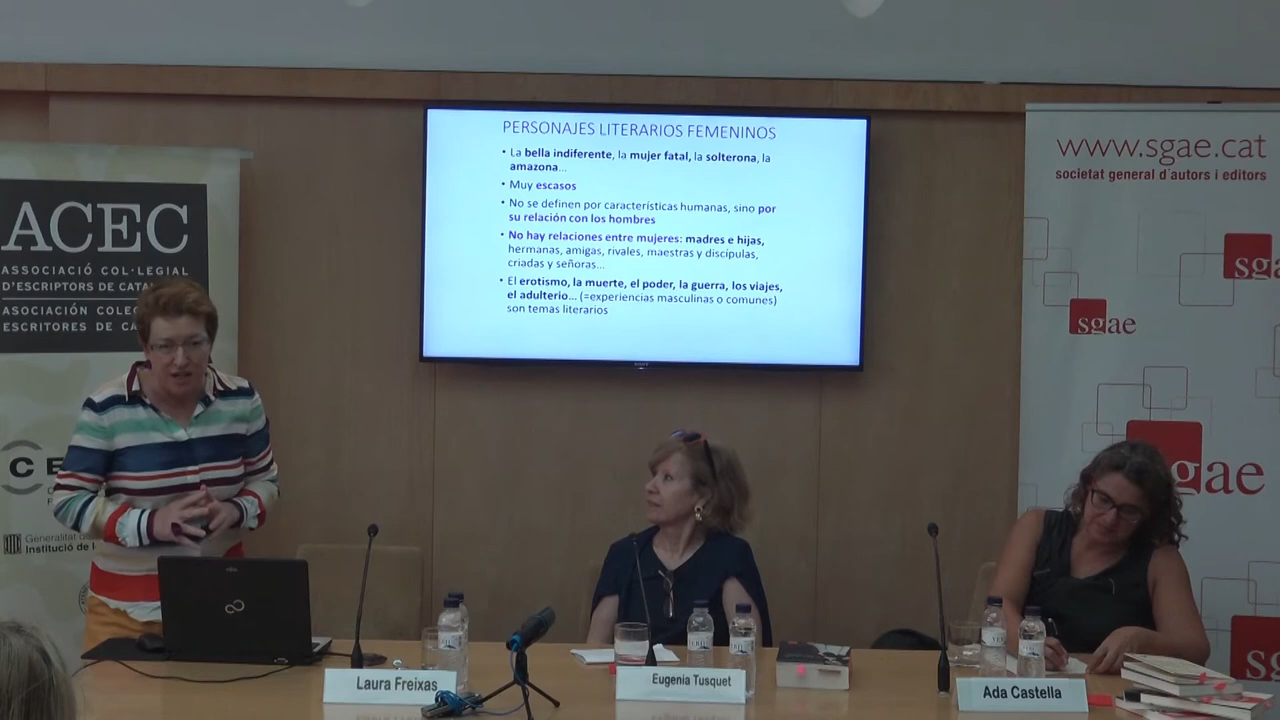 PERSONAJES LITERARIOS FEMENINOS
• La bella indiferente, la mujer fatal, la solterona, la
amazona...
• Muy escasos
• No se definen por características humanas, sino por
su relación con los hombres
• No hay relaciones entre mujeres: madres e hijas,
hermanas, amigas, rivales, maestras y discípulas,
criadas y señoras...
• El erotismo, la muerte, el poder, la guerra, los viajes,
el adulterio... (=experiencias masculinas o comunes)
son temas literarios
ACEC
ASSOCIACIÓ COL·LEGIAL
D'ESCRIPTORS DE CATA
ASOCIACIÓN COLEG
ESCRITORES DE CA
CE
Generalitat d
Institució de l
www.sgae.cat
societat general d'autors i editors
sga
sgae
sgae
sg
Laura Freixas
Eugenia Tusquet
Ada Castella